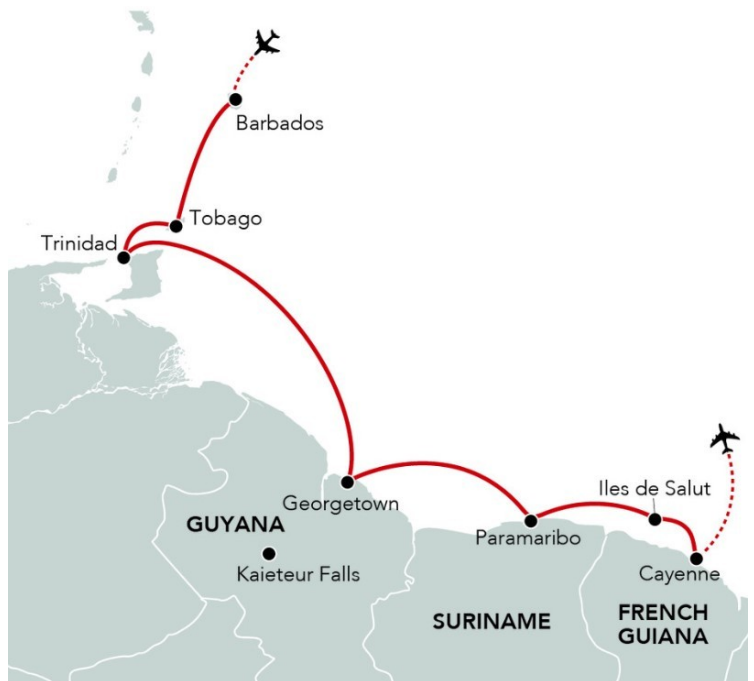 Barbados
Tobago
Trinidad
Georgetown
Iles de Salut
GUYANA
Paramaribo
Kaieteur Falls
Cayenne
SURINAME
FRENCH
GUIANA